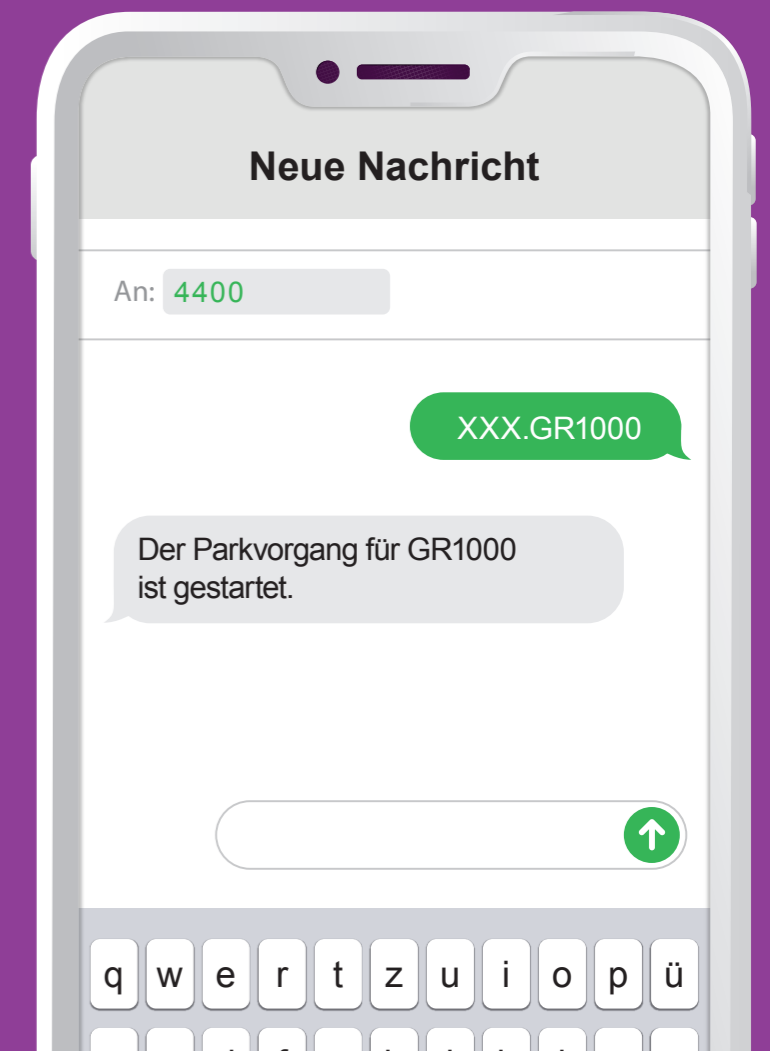 Neue Nachricht
An: 4400
XXX.GR1000
Der Parkvorgang für GR1000
ist gestartet.
q w e r t z u i o p ü